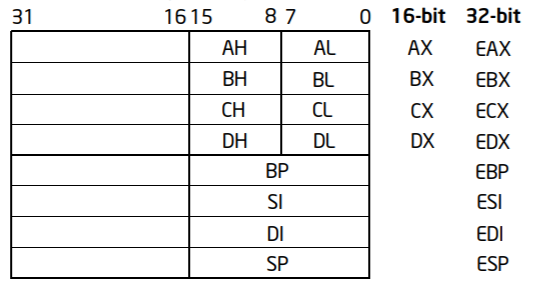 31 16 15 8 7 0 16-bit 32-bit
AH AL AX EAX
BH BL BX EBX
CH CL CX ECX
DH DL DX EDX
BP EBP
SI ESI
DI EDI
SP ESP